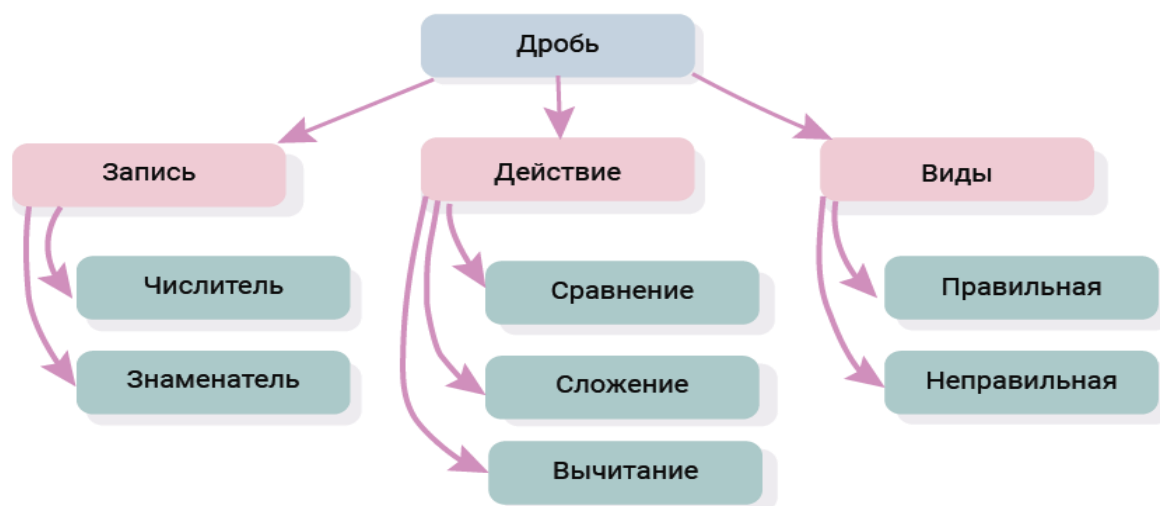 Дробь
Запись
Числитель
Знаменатель
Действие
Сравнение
Сложение
Вычитание
Виды
Правильная
Неправильная